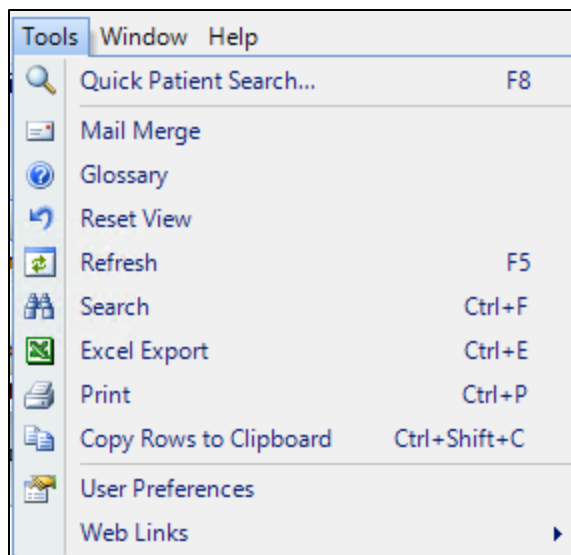 Tools Window Help
Quick Patient Search... F8
Mail Merge
Glossary
Reset View
Refresh F5
Search Ctrl+F
Excel Export Ctrl+E
Print Ctrl+P
Copy Rows to Clipboard Ctrl+Shift+C
User Preferences
Web Links